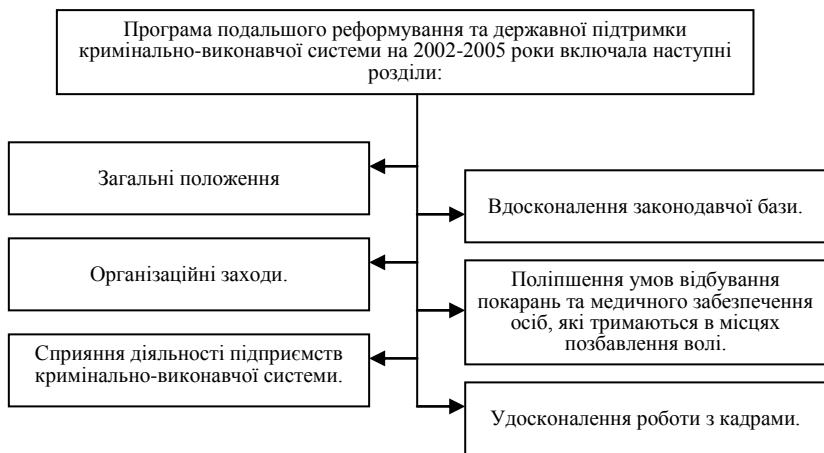 Програма подальшого реформування та державної підтримки
кримінально-виконавчої системи на 2002-2005 роки включала наступні
розділи:
Загальні положення
Вдосконалення законодавчої бази.
Організаційні заходи.
Поліпшення умов відбування
покарань та медичного забезпечення
осіб, які тримаються в місцях
позбавлення волі.
Сприяння діяльності підприємств
кримінально-виконавчої системи.
Удосконалення роботи з кадрами.